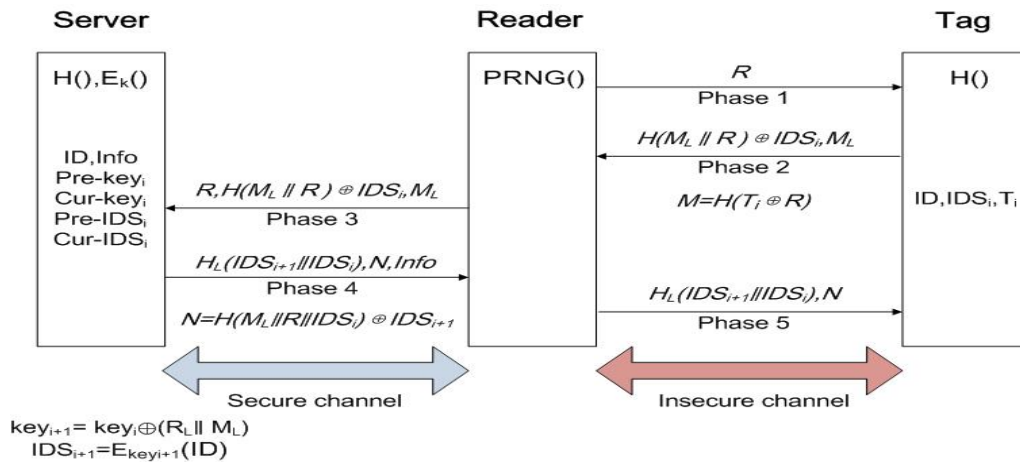 Server
Reader
Tag
H(),Eₖ()
PRNG()
H()
R
Phase 1
H(M_L || R) ⊕ IDSᵢ,M_L
Phase 2
ID,Info
Pre-keyᵢ
Cur-keyᵢ
Pre-IDSᵢ
Cur-IDSᵢ
R,H(M_L || R) ⊕ IDSᵢ,M_L
Phase 3
M=H(Tᵢ ⊕ R)
ID,IDSᵢ,Tᵢ
H_L(IDSᵢ₊₁||IDSᵢ),N,Info
Phase 4
N=H(M_L||R||IDSᵢ) ⊕ IDSᵢ₊₁
H_L(IDSᵢ₊₁||IDSᵢ),N
Phase 5
Secure channel
Insecure channel
keyᵢ₊₁= keyᵢ⊕(R_L|| M_L)
IDSᵢ₊₁=E_keyi+1(ID)